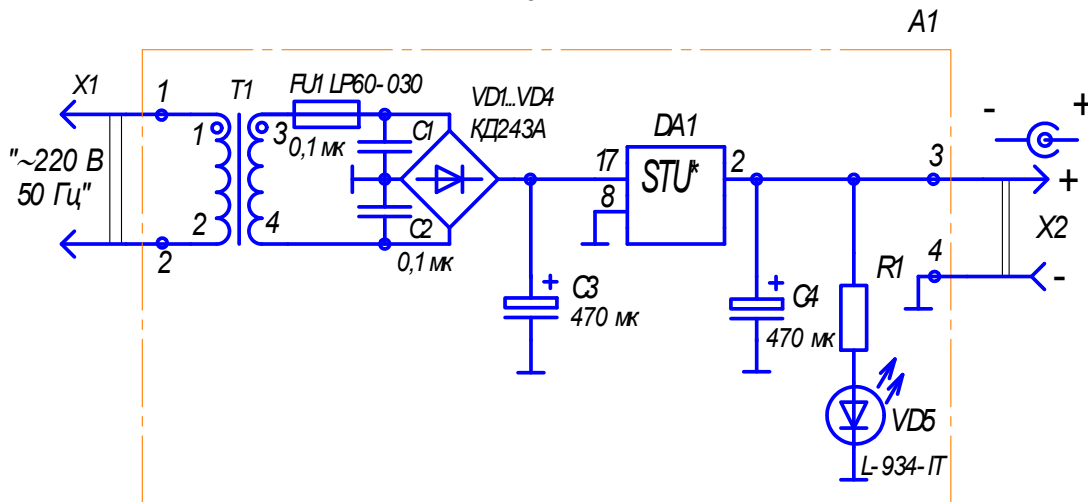 A1
X1
1
T1
FU1 LP60-030
VD1...VD4
КД243А
DA1
- +
1
3
0,1 мк
C1
"~220 В
50 Гц"
17
STU*
2
3
+
8
2
4
C2
X2
2
0,1 мк
R1
4
-
+
C3
470 мк
+
C4
470 мк
VD5
L-934-IT